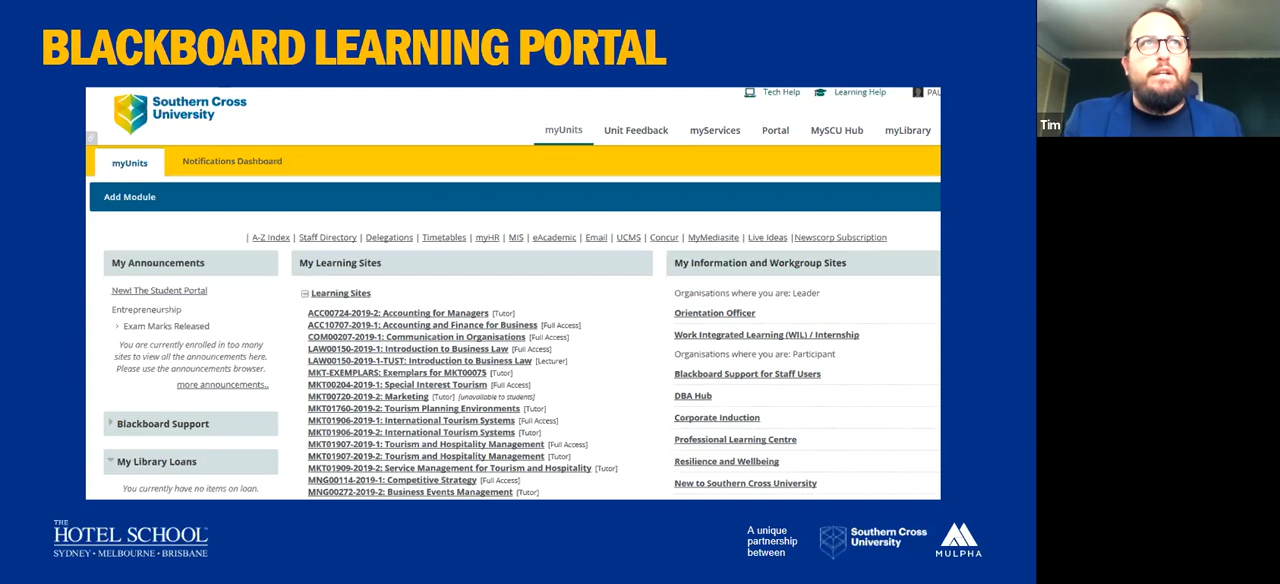 BLACKBOARD LEARNING PORTAL
Southern Cross
University
Tech Help
Learning Help
PAU
myUnits
Unit Feedback
myServices
Portal
MySCU Hub
myLibrary
Tim
myUnits
Notifications Dashboard
Add Module
| A-Z Index | Staff Directory | Delegations | Timetables | myHR | MIS | eAcademic | Email | UCMS | Concur | MyMediasite | Live Ideas |Newscorp Subscription
My Announcements
New! The Student Portal
Entrepreneurship
› Exam Marks Released
You are currently enrolled in too many
sites to view all the announcements here.
Please use the announcements browser.
more announcements..
Blackboard Support
My Library Loans
You currently have no items on loan.
My Learning Sites
Learning Sites
ACC00724-2019-2: Accounting for Managers [Tutor]
ACC10707-2019-1: Accounting and Finance for Business [Full Access]
COM00207-2019-1: Communication in Organisations [Full Access]
LAW00150-2019-1: Introduction to Business Law [Full Access]
LAW00150-2019-1-TUST: Introduction to Business Law [Lecturer]
MKT-EXEMPLARS: Exemplars for MKT00075 [Tutor]
MKT00204-2019-1: Special Interest Tourism [Full Access]
MKT00720-2019-2: Marketing [Tutor] [unavailable to students]
MKT01760-2019-2: Tourism Planning Environments [Tutor]
MKT01906-2019-1: International Tourism Systems [Full Access]
MKT01906-2019-2: International Tourism Systems [Tutor]
MKT01907-2019-1: Tourism and Hospitality Management [Full Access]
MKT01907-2019-2: Tourism and Hospitality Management [Tutor]
MKT01909-2019-2: Service Management for Tourism and Hospitality [Tutor]
MNG00114-2019-1: Competitive Strategy [Full Access]
MNG00272-2019-2: Business Events Management [Tutor]
My Information and Workgroup Sites
Organisations where you are: Leader
Orientation Officer
Work Integrated Learning (WIL) / Internship
Organisations where you are: Participant
Blackboard Support for Staff Users
DBA Hub
Corporate Induction
Professional Learning Centre
Resilience and Wellbeing
New to Southern Cross University
THE
HOTEL SCHOOL
SYDNEY • MELBOURNE • BRISBANE
A unique
partnership
between
Southern Cross
University
MULPHA